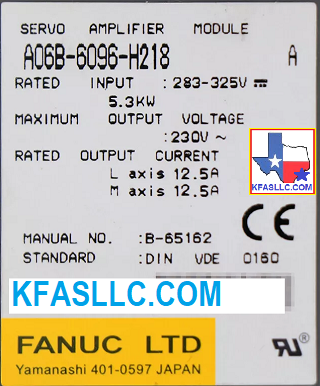 SERVO AMPLIFIER MODULE
A06B-6096-H218 A
RATED INPUT :283-325V⎓
5.3KW
MAXIMUM OUTPUT VOLTAGE
:230V ~
RATED OUTPUT CURRENT
L axis 12.5A
M axis 12.5A
KFASLLC.COM
MANUAL NO. :B-65162
STANDARD :DIN VDE 0160
CE
KFASLLC.COM
FANUC LTD
Yamanashi 401-0597 JAPAN
RU